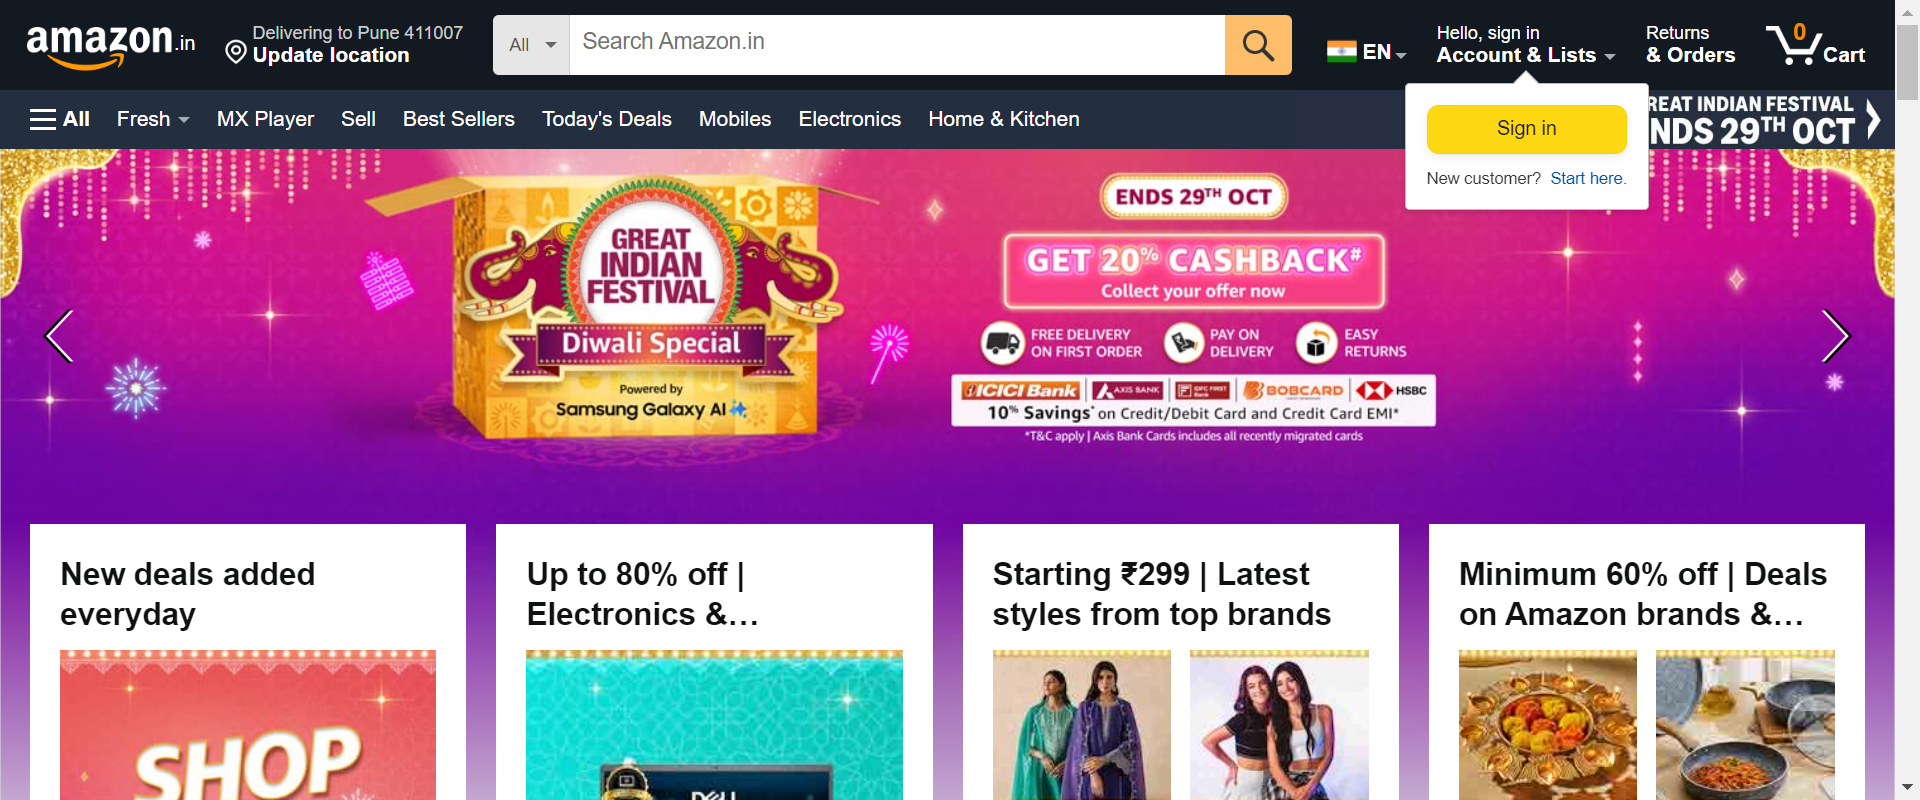 amazon.in
Delivering to Pune 411007
Update location
All
Search Amazon.in
EN
Hello, sign in
Account & Lists
Returns
& Orders
0
Cart
All
Fresh
MX Player
Sell
Best Sellers
Today's Deals
Mobiles
Electronics
Home & Kitchen
Sign in
New customer? Start here.
REAT INDIAN FESTIVAL
NDS 29TH OCT
GREAT
INDIAN
FESTIVAL
Diwali Special
Powered by
Samsung Galaxy AI
ENDS 29TH OCT
GET 20% CASHBACK#
Collect your offer now
FREE DELIVERY
ON FIRST ORDER
PAY ON
DELIVERY
EASY
RETURNS
ICICI Bank
AXIS BANK
IDFC FIRST
Bank
BOBCARD
HSBC
10% Savings* on Credit/Debit Card and Credit Card EMI*
*T&C apply | Axis Bank Cards includes all recently migrated cards
New deals added
everyday
Up to 80% off |
Electronics &…
Starting ₹299 | Latest
styles from top brands
Minimum 60% off | Deals
on Amazon brands &…
SHOP
DELL